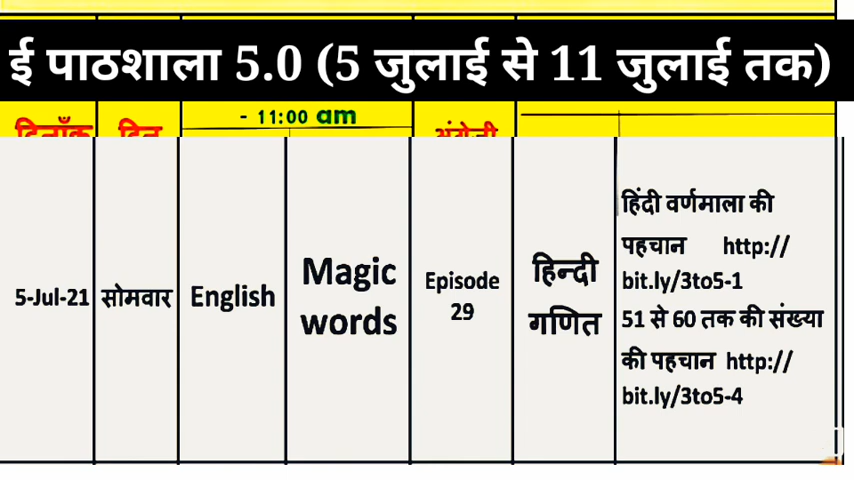 ई पाठशाला 5.0 (5 जुलाई से 11 जुलाई तक)
- 11:00 am
दिनाँक दिन अंग्रेजी
5-Jul-21 सोमवार English Magic words Episode 29 हिन्दी गणित
हिंदी वर्णमाला की
पहचान http://
bit.ly/3to5-1
51 से 60 तक की संख्या
की पहचान http://
bit.ly/3to5-4